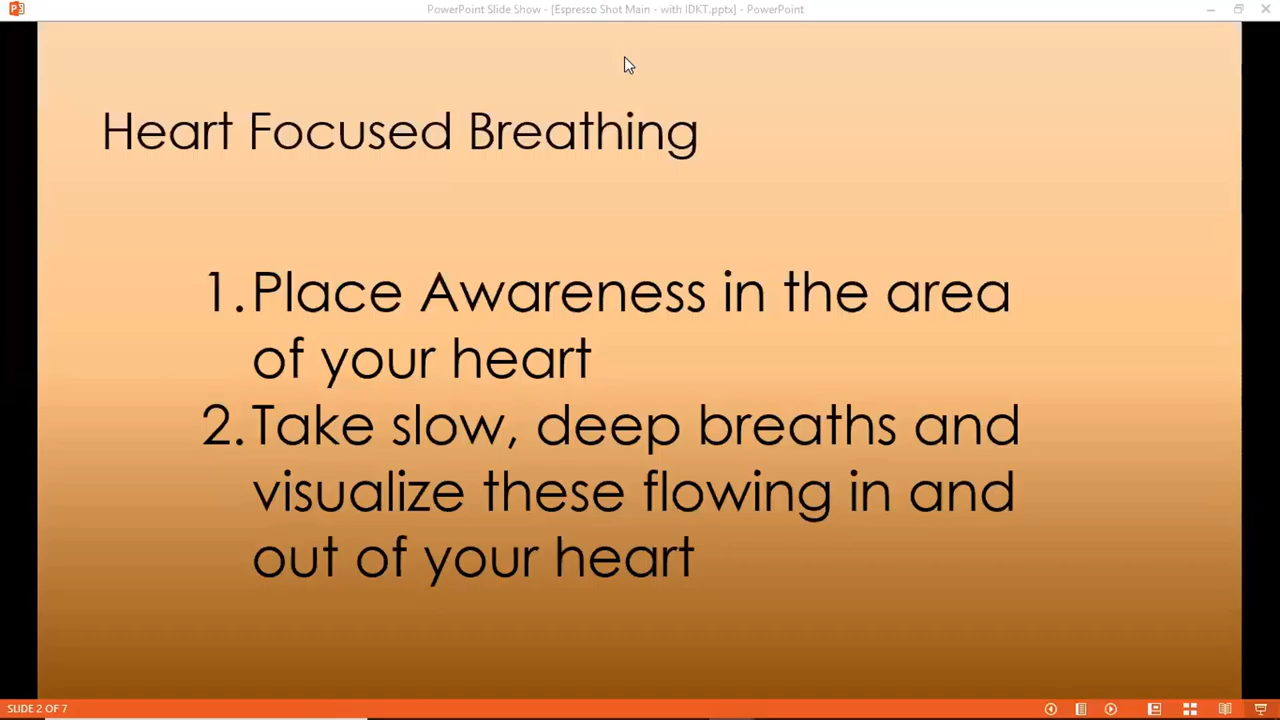 PowerPoint Slide Show - [Espresso Shot Main - with IDKT.pptx] - PowerPoint
Heart Focused Breathing
1. Place Awareness in the area
of your heart
2. Take slow, deep breaths and
visualize these flowing in and
out of your heart
SLIDE 2 OF 7